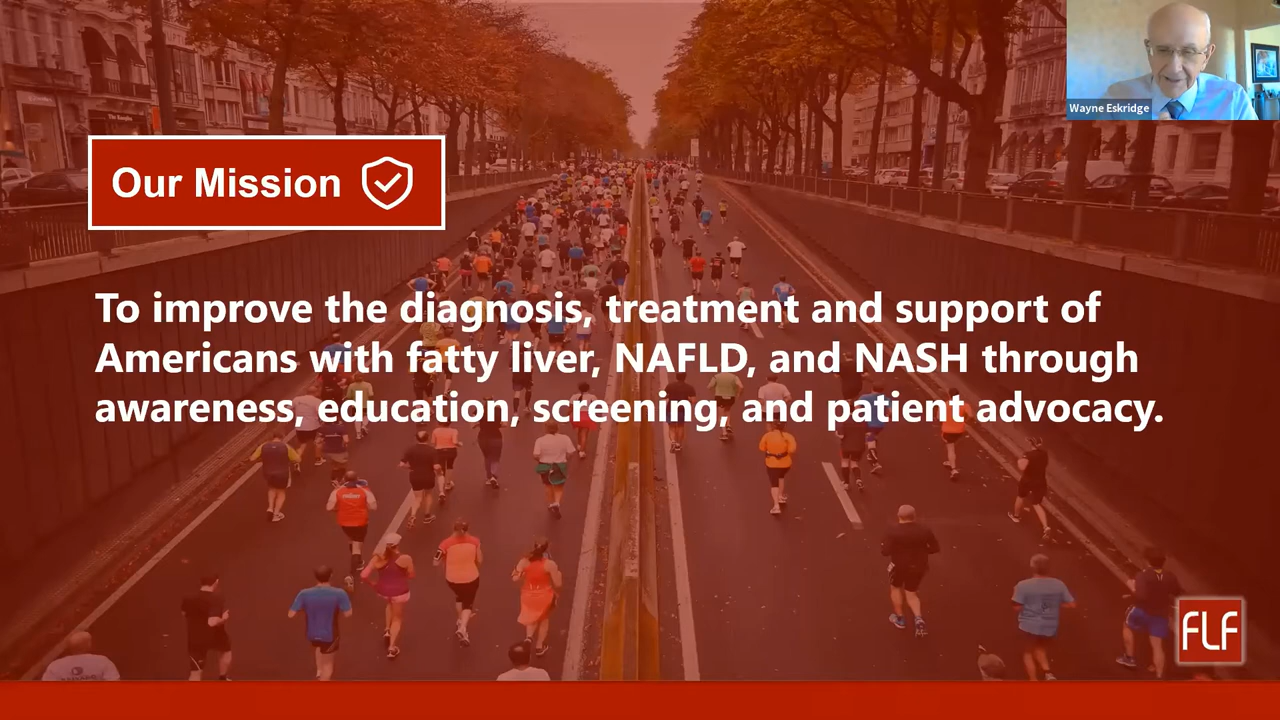 Wayne Eskridge
Our Mission
To improve the diagnosis, treatment and support of
Americans with fatty liver, NAFLD, and NASH through
awareness, education, screening, and patient advocacy.
FLF